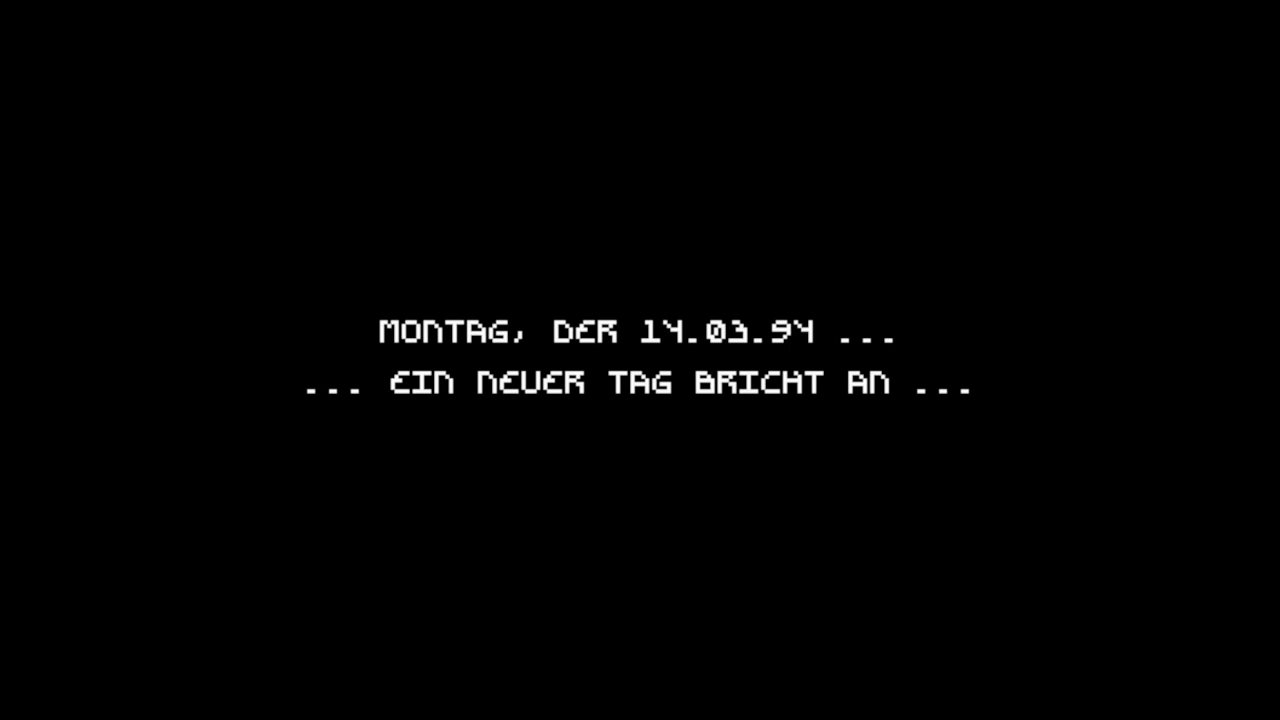 MONTAG, DER 14.03.94 ...
... EIN NEUER TAG BRICHT AN ...